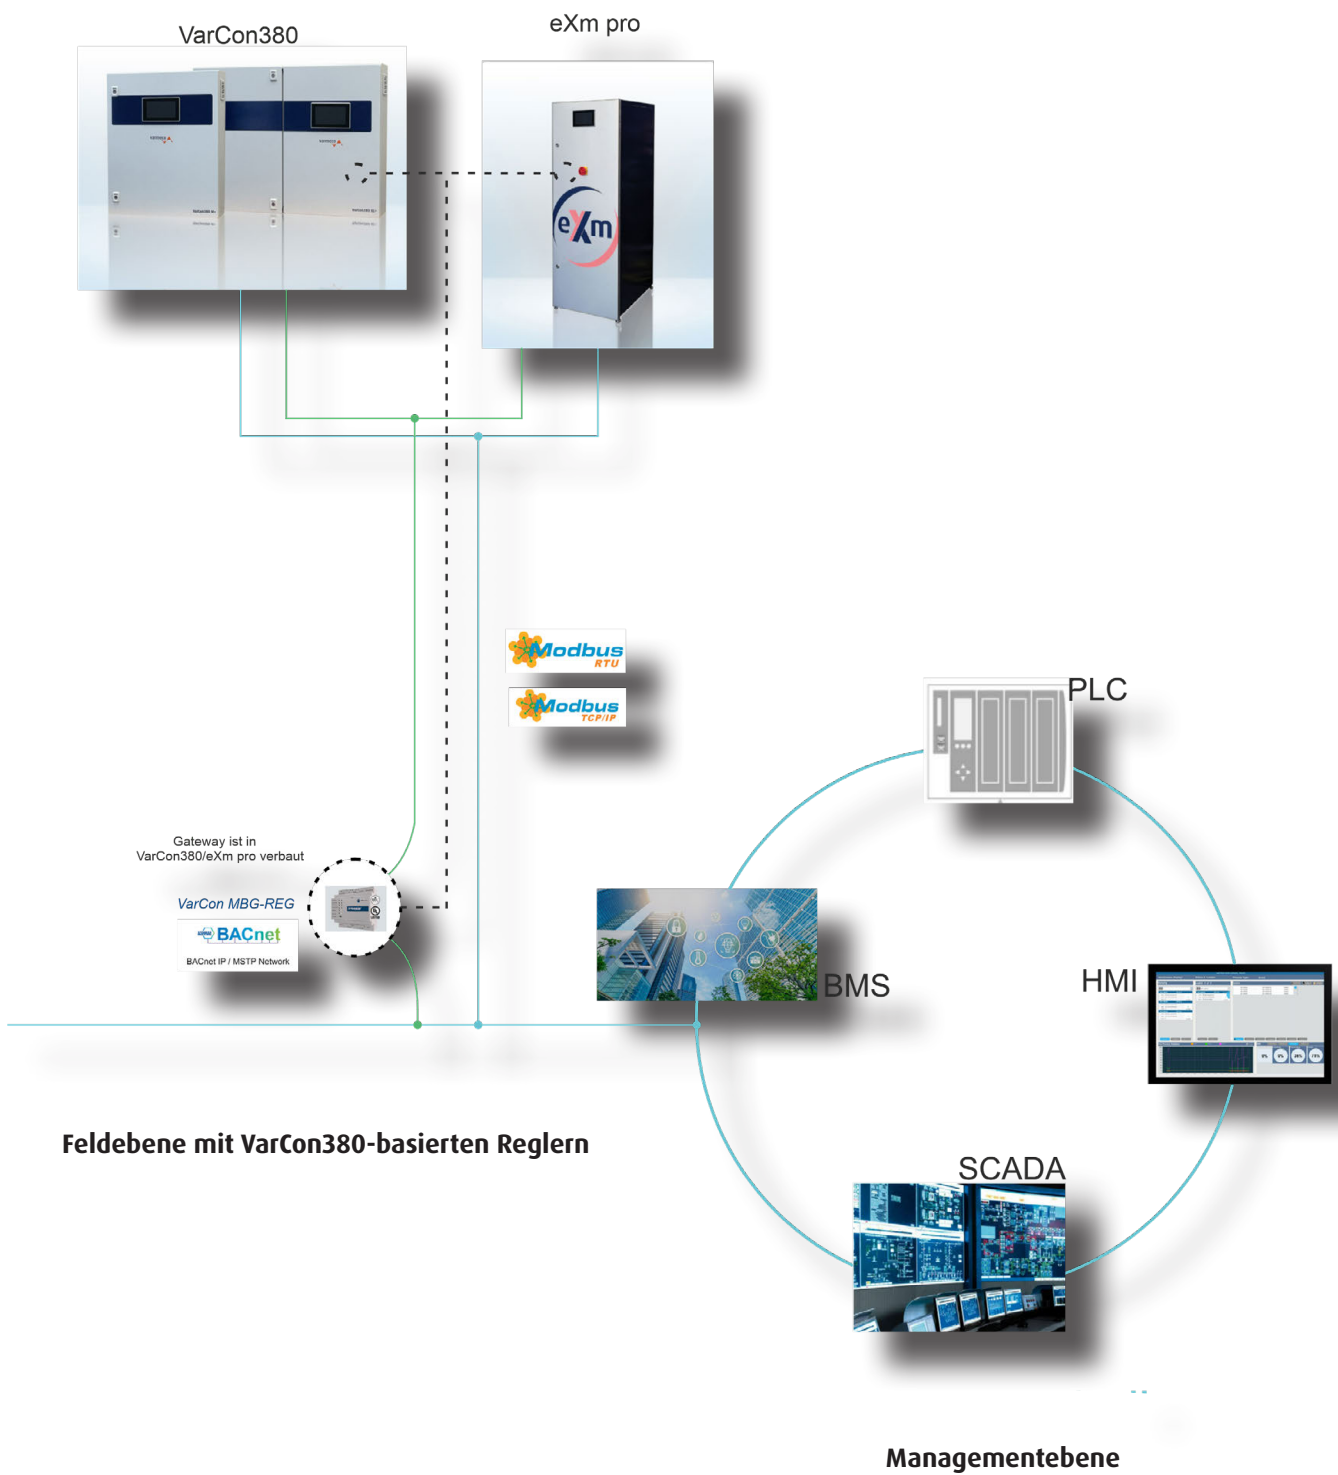 VarCon380
eXm pro
eXm
Modbus
RTU
Modbus
TCP/IP
PLC
Gateway ist in
VarCon380/eXm pro verbaut
VarCon MBG-REG
BACnet
BACnet IP / MSTP Network
BMS
HMI
Feldebene mit VarCon380-basierten Reglern
SCADA
Managementebene